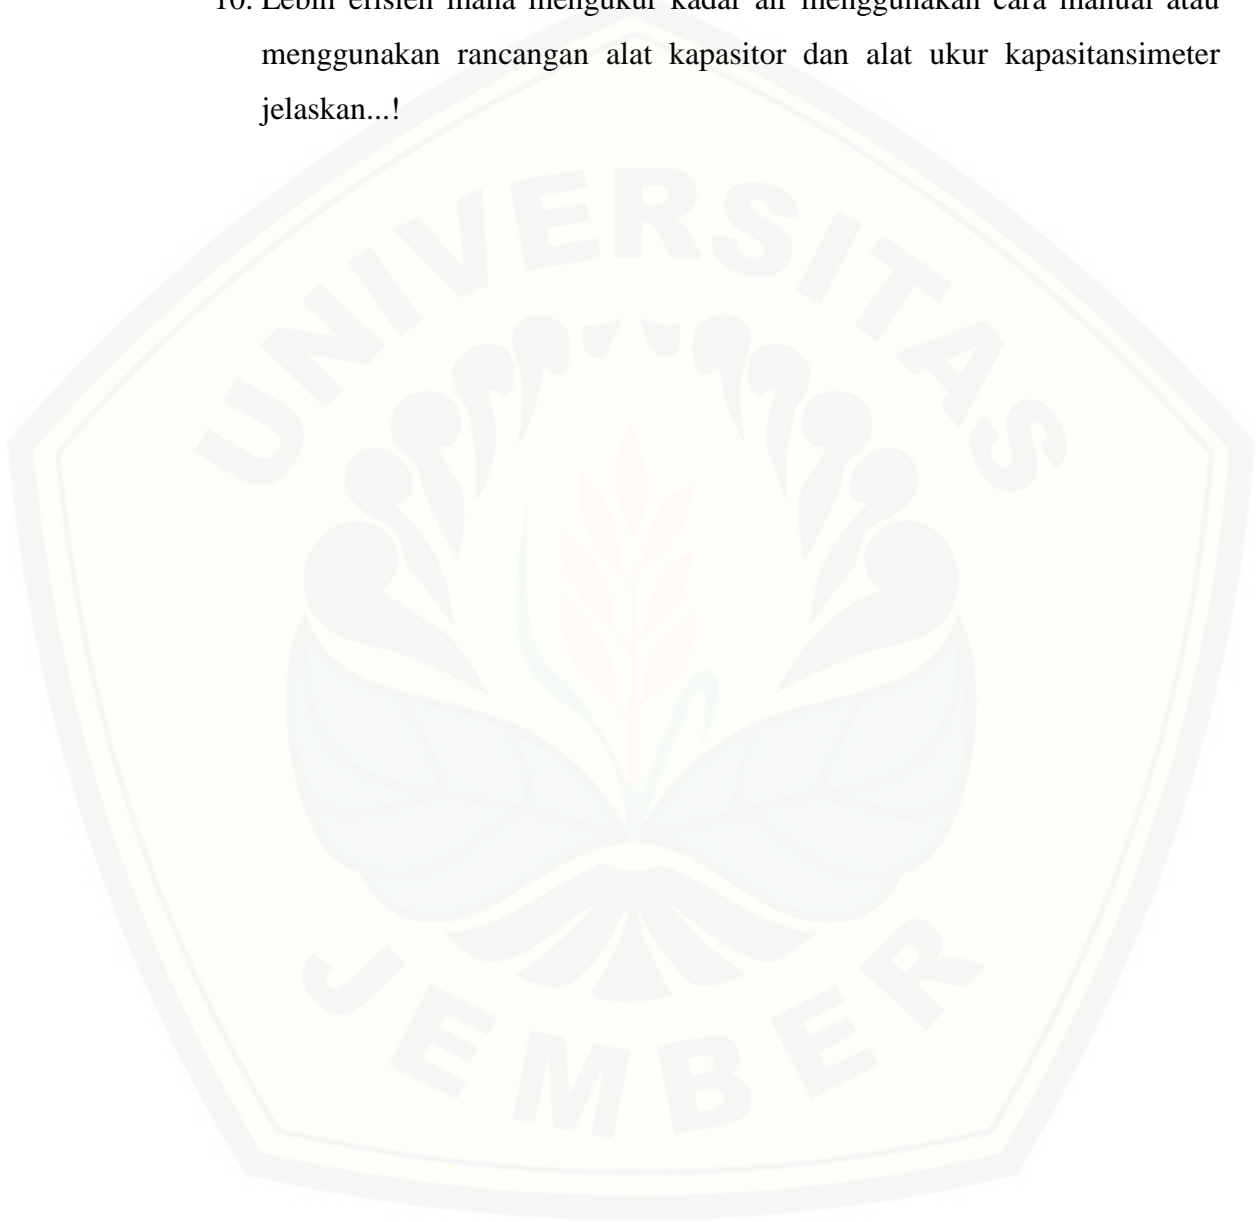 10. Lebih efisien mana mengukur kadar air menggunakan cara manual atau
menggunakan rancangan alat kapasitor dan alat ukur kapasitansimeter
jelaskan...!
UNIVERSITAS
JEMBER